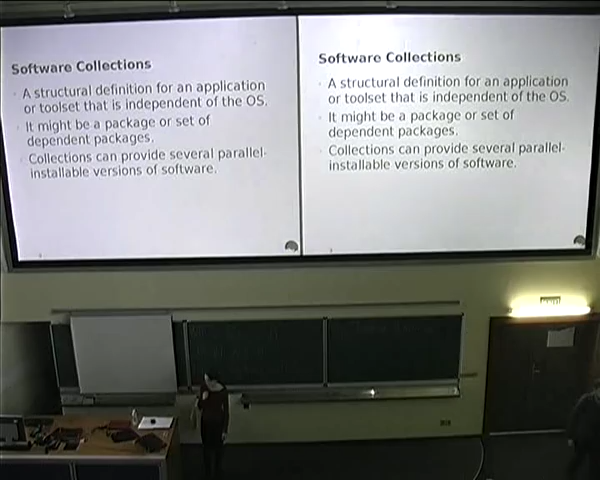 Software Collections
A structural definition for an application
or toolset that is independent of the OS.
It might be a package or set of
dependent packages.
Collections can provide several parallel-
installable versions of software.
Software Collections
A structural definition for an application
or toolset that is independent of the OS.
It might be a package or set of
dependent packages.
Collections can provide several parallel-
installable versions of software.